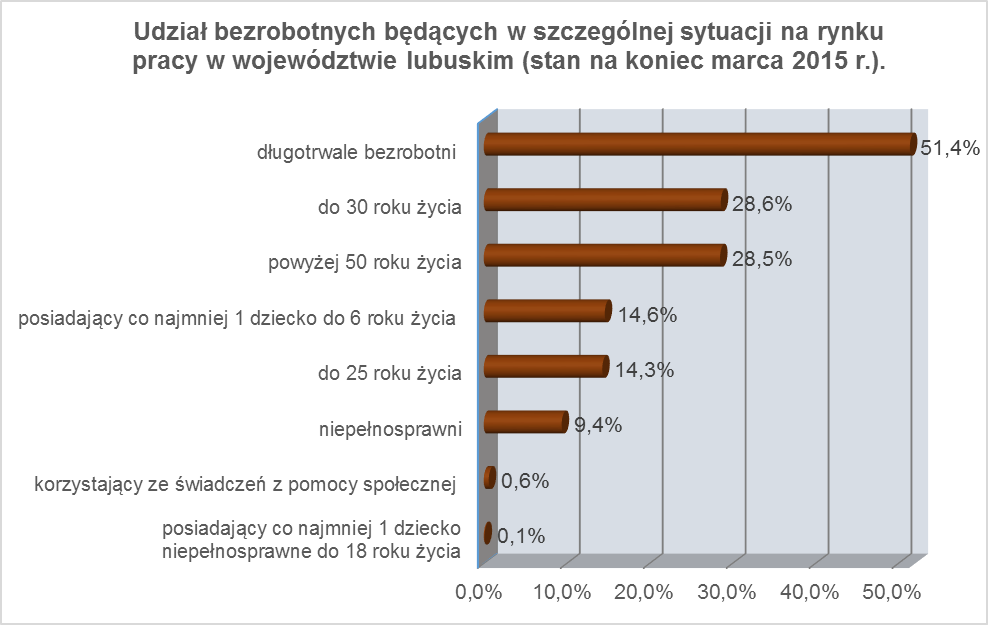 Udział bezrobotnych będących w szczególnej sytuacji na rynku
pracy w województwie lubuskim (stan na koniec marca 2015 r.).
długotrwale bezrobotni 51,4%
do 30 roku życia 28,6%
powyżej 50 roku życia 28,5%
posiadający co najmniej 1 dziecko do 6 roku życia 14,6%
do 25 roku życia 14,3%
niepełnosprawni 9,4%
korzystający ze świadczeń z pomocy społecznej 0,6%
posiadający co najmniej 1 dziecko
niepełnosprawne do 18 roku życia 0,1%
0,0% 10,0% 20,0% 30,0% 40,0% 50,0%